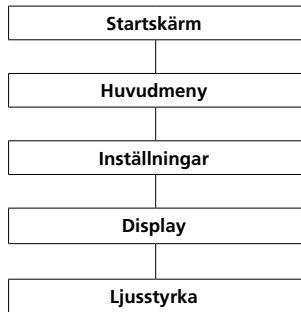 Startskärm
Huvudmeny
Inställningar
Display
Ljusstyrka